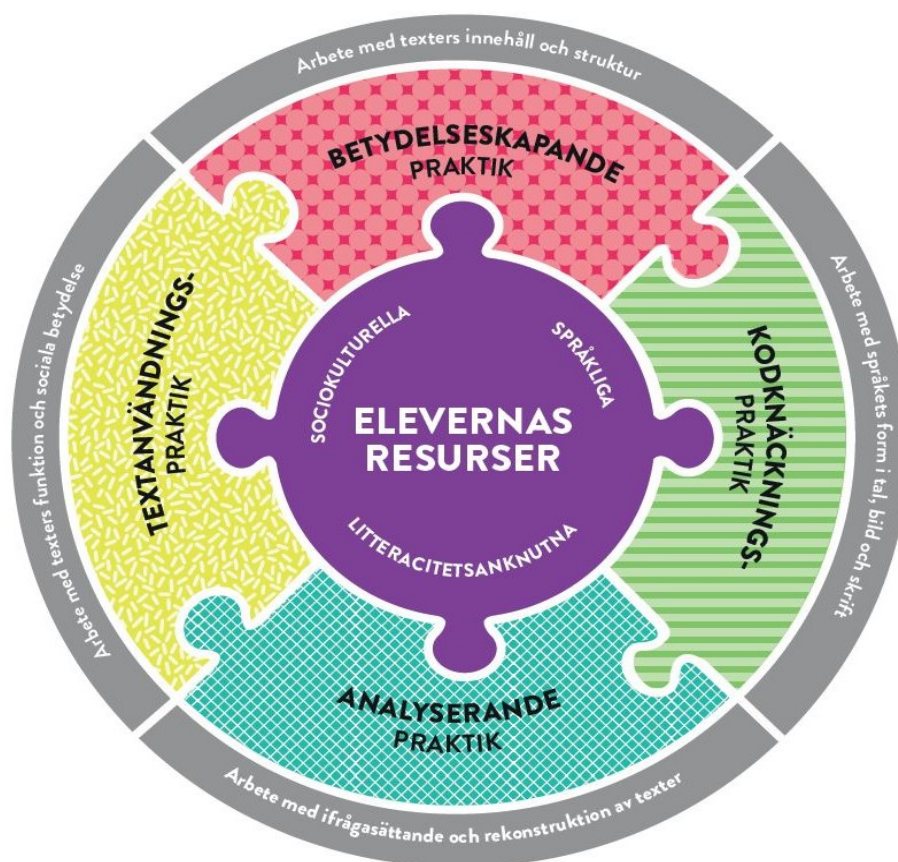 Arbete med texters innehåll och struktur
BETYDELSESKAPANDE
PRAKTIK
Arbete med språkets form i tal, bild och skrift
KODKNÄCKNINGS-
PRAKTIK
Arbete med ifrågasättande och rekonstruktion av texter
ANALYSERANDE
PRAKTIK
Arbete med texters funktion och sociala betydelse
TEXTANVÄNDNINGS-
PRAKTIK
SOCIOKULTURELLA
SPRÅKLIGA
ELEVERNAS
RESURSER
LITTERACITETSANKNUTNA